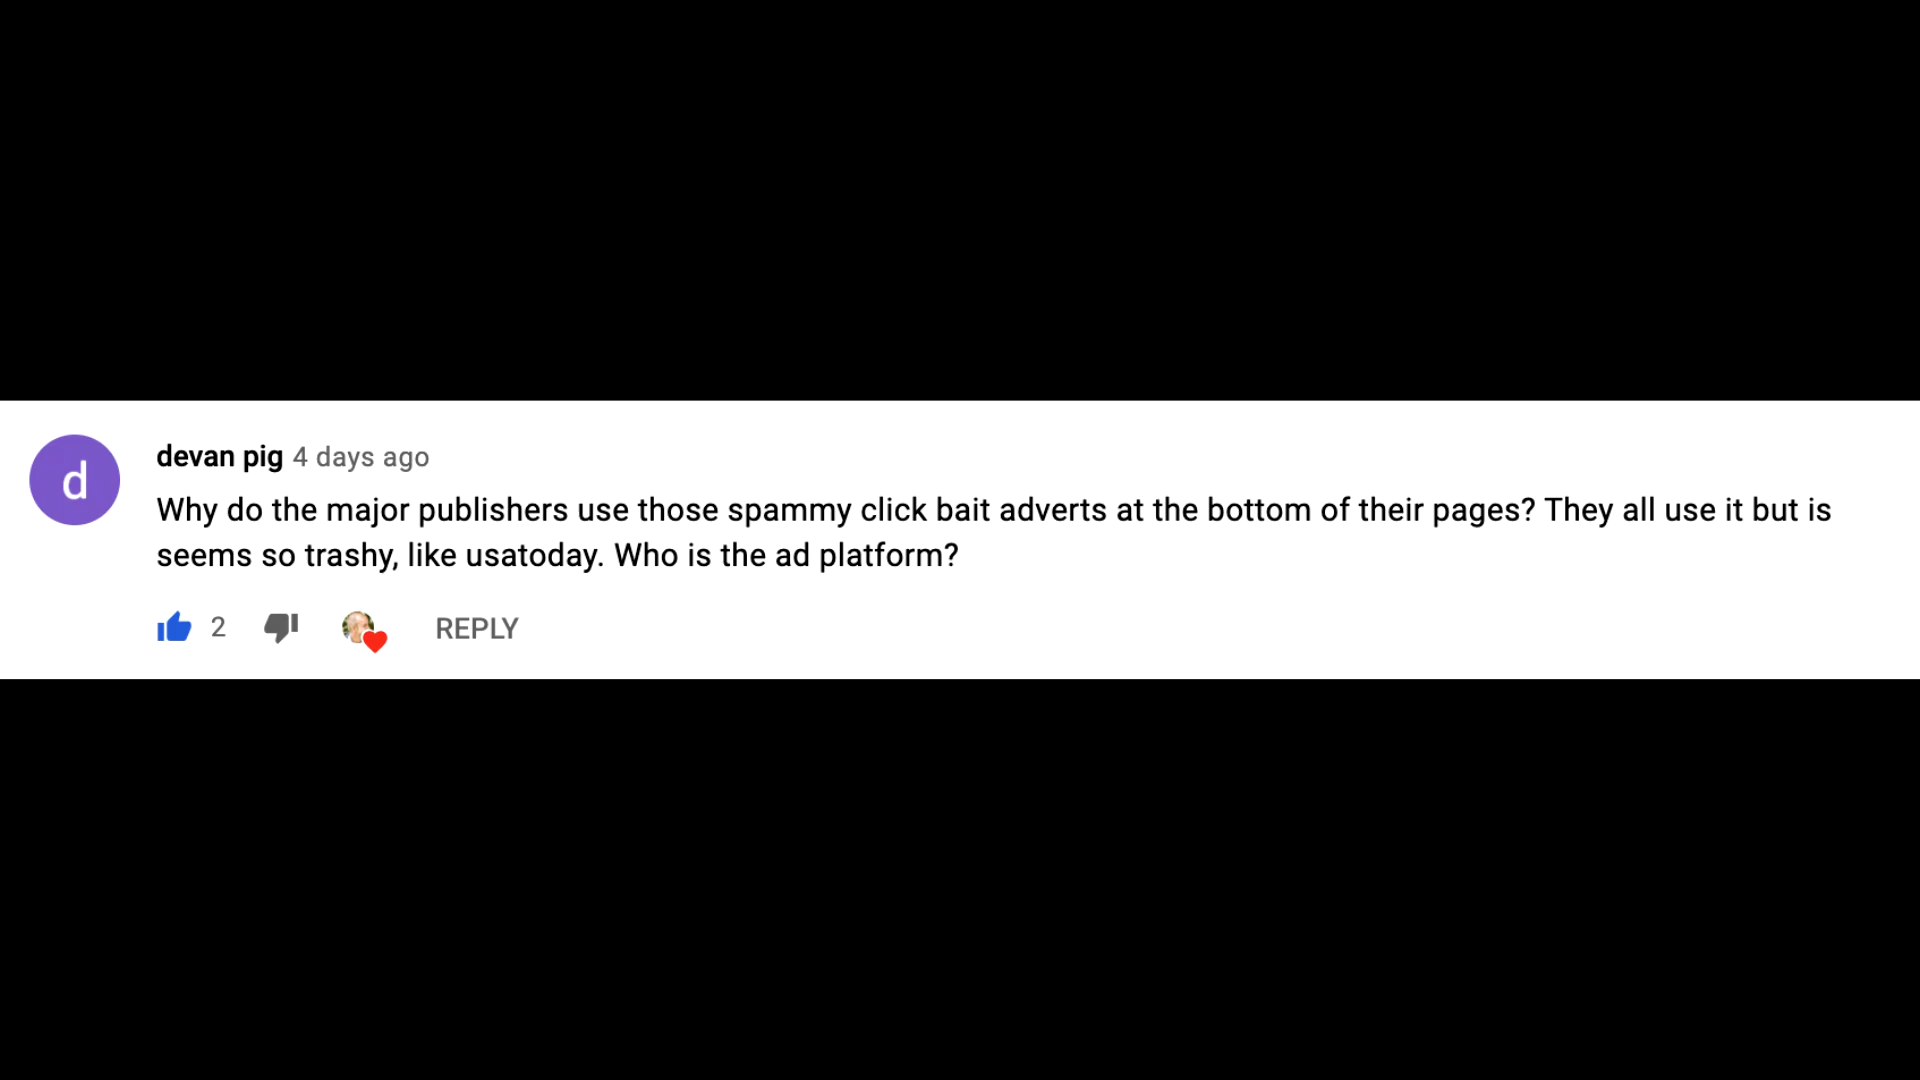 d
devan pig 4 days ago
Why do the major publishers use those spammy click bait adverts at the bottom of their pages? They all use it but is
seems so trashy, like usatoday. Who is the ad platform?
2 REPLY